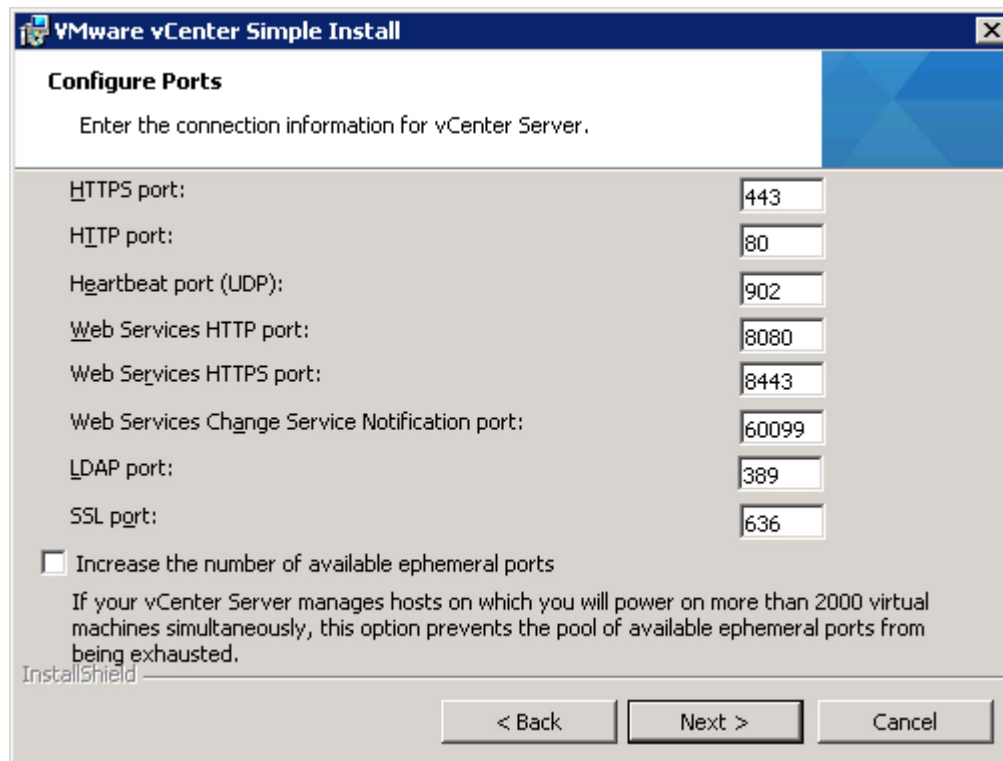 VMware vCenter Simple Install
Configure Ports
Enter the connection information for vCenter Server.
HTTPS port: 443
HTTP port: 80
Heartbeat port (UDP): 902
Web Services HTTP port: 8080
Web Services HTTPS port: 8443
Web Services Change Service Notification port: 60099
LDAP port: 389
SSL port: 636
Increase the number of available ephemeral ports
If your vCenter Server manages hosts on which you will power on more than 2000 virtual
machines simultaneously, this option prevents the pool of available ephemeral ports from
being exhausted.
InstallShield
< Back Next > Cancel